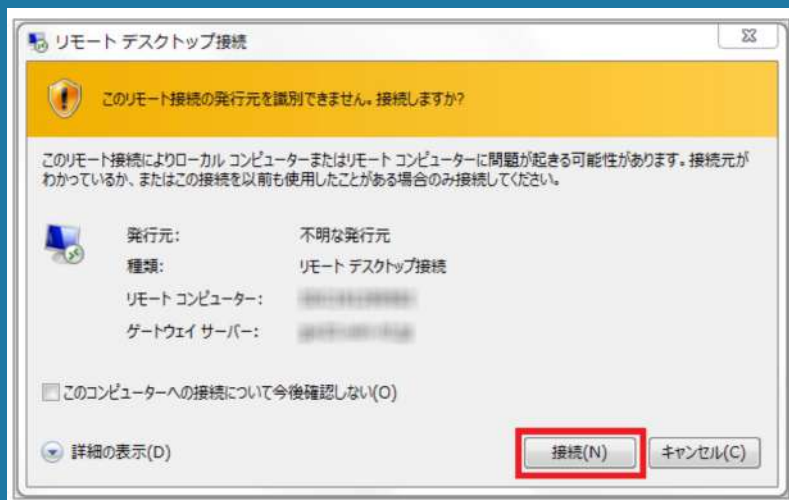 リモート デスクトップ接続
このリモート接続の発行元を識別できません。接続しますか?
このリモート接続によりローカル コンピューターまたはリモート コンピューターに問題が起きる可能性があります。接続元が
わかっているか、またはこの接続を以前も使用したことがある場合のみ接続してください。
発行元: 不明な発行元
種類: リモート デスクトップ接続
リモート コンピューター:
ゲートウェイ サーバー:
このコンピューターへの接続について今後確認しない(O)
詳細の表示(D) 接続(N) キャンセル(C)